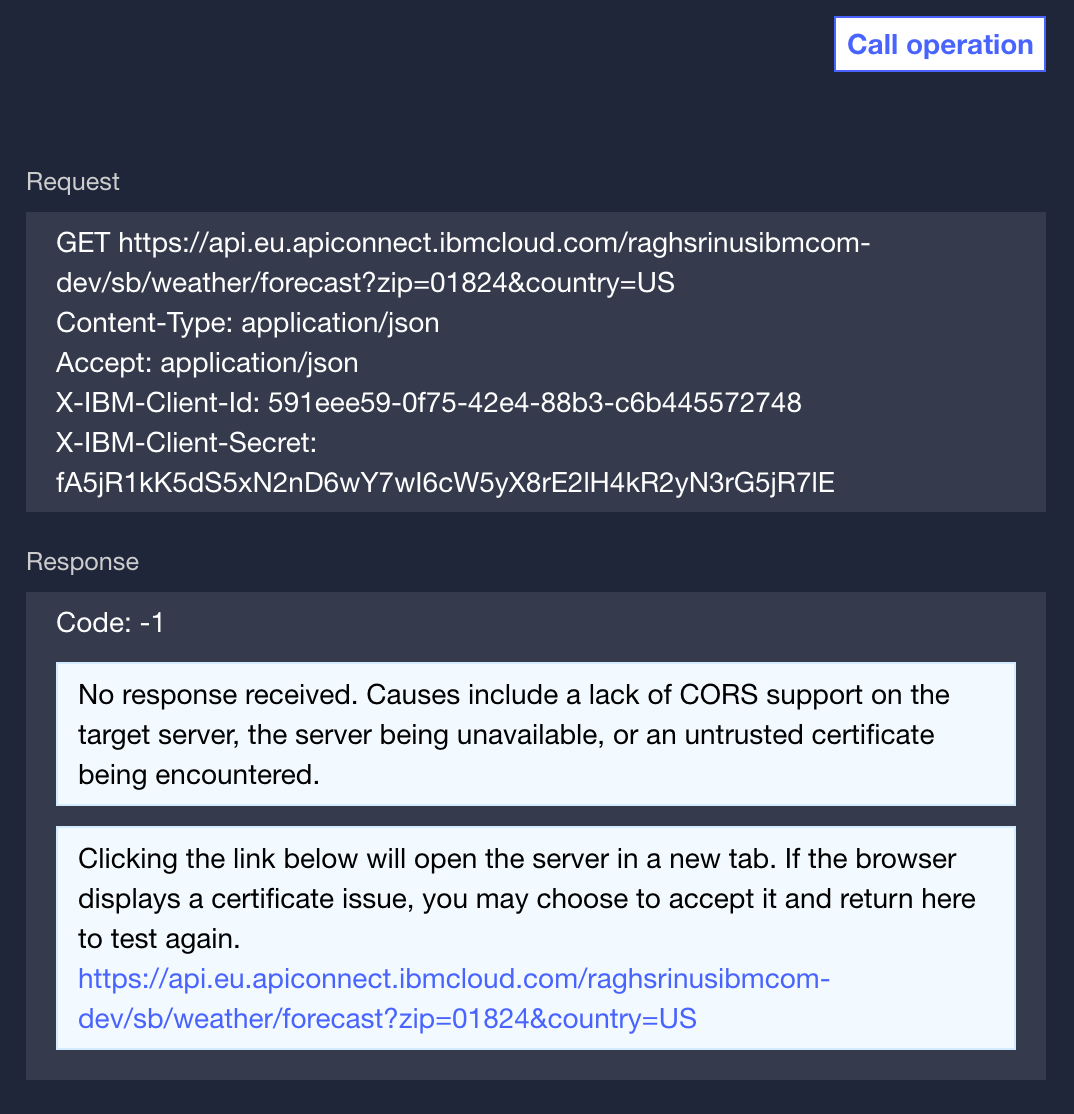 Call operation
Request
GET https://api.eu.apiconnect.ibmcloud.com/raghsrinusibmcom-
dev/sb/weather/forecast?zip=01824&country=US
Content-Type: application/json
Accept: application/json
X-IBM-Client-Id: 591eee59-0f75-42e4-88b3-c6b445572748
X-IBM-Client-Secret:
fA5jR1kK5dS5xN2nD6wY7wI6cW5yX8rE2lH4kR2yN3rG5jR7lE
Response
Code: -1
No response received. Causes include a lack of CORS support on the
target server, the server being unavailable, or an untrusted certificate
being encountered.
Clicking the link below will open the server in a new tab. If the browser
displays a certificate issue, you may choose to accept it and return here
to test again.
https://api.eu.apiconnect.ibmcloud.com/raghsrinusibmcom-
dev/sb/weather/forecast?zip=01824&country=US